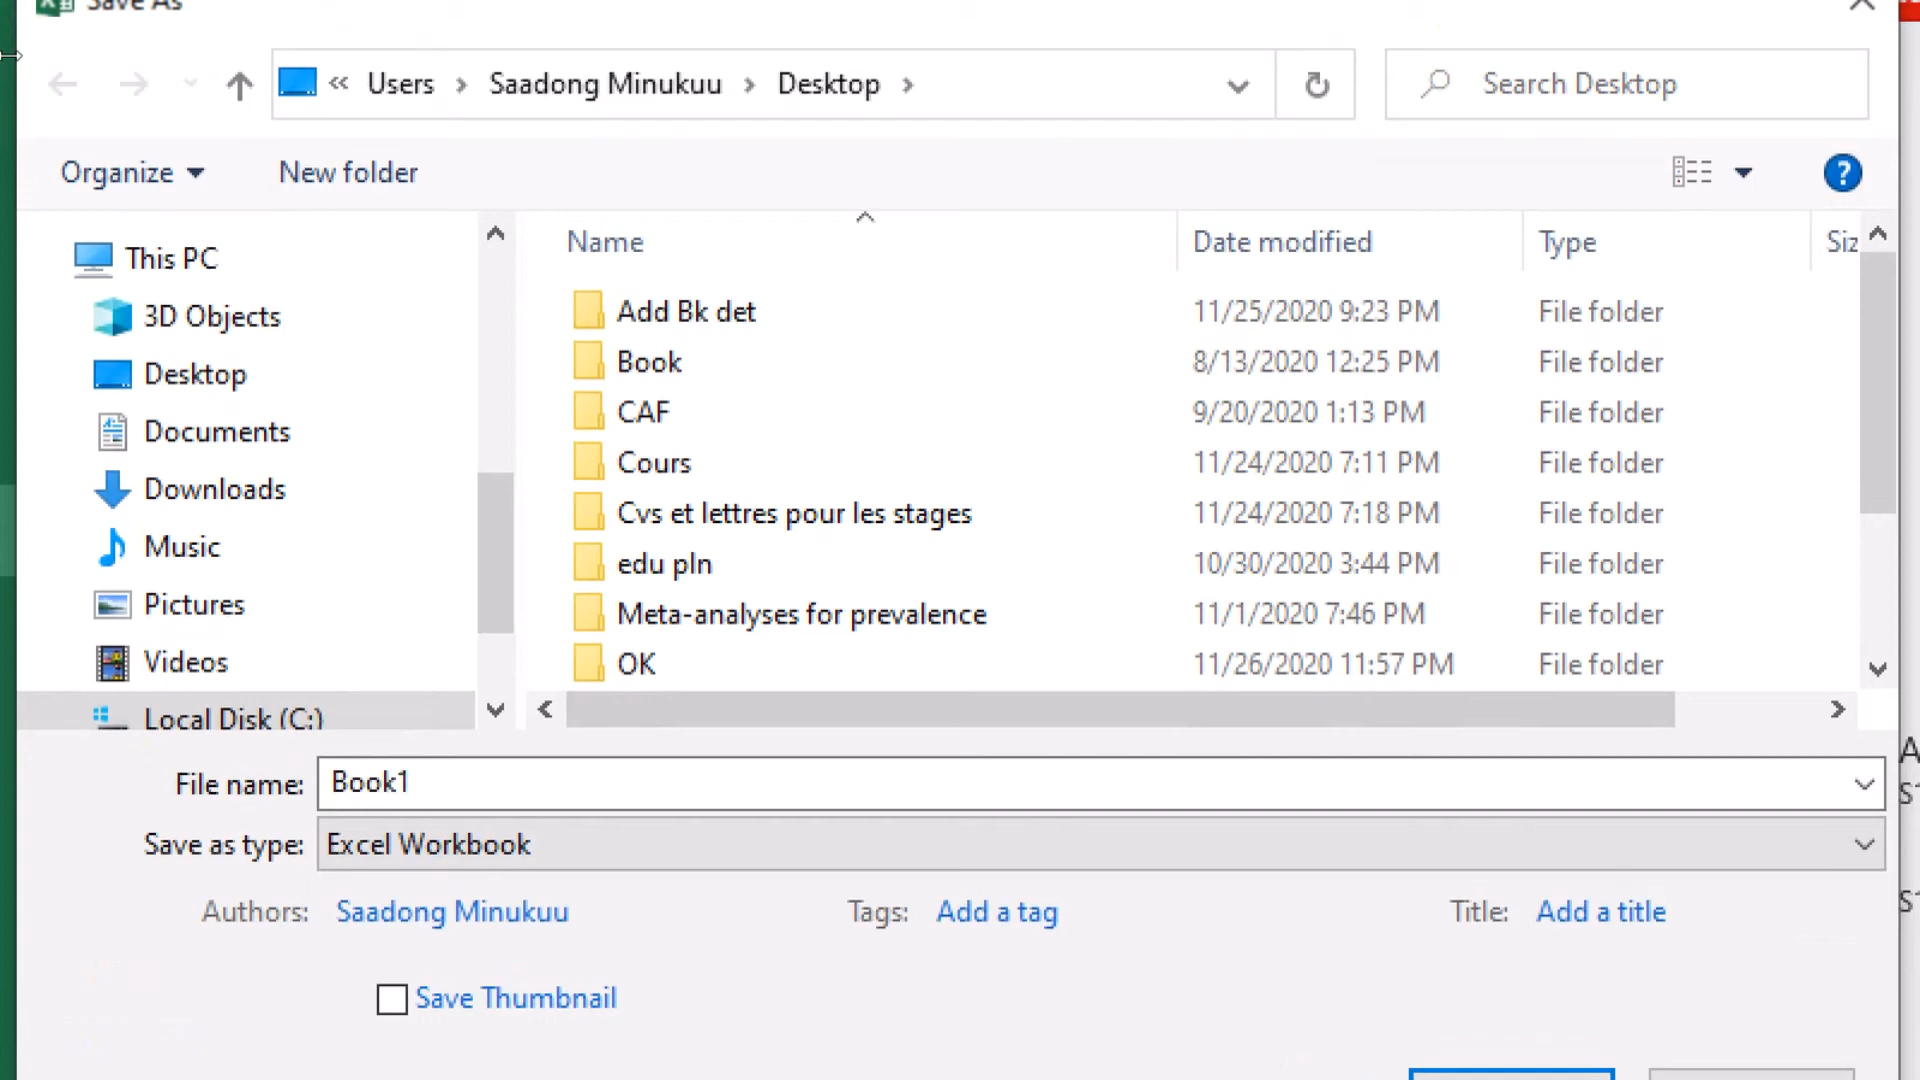 Save As
« Users › Saadong Minukuu › Desktop ›
Search Desktop
Organize
New folder
?
This PC
3D Objects
Desktop
Documents
Downloads
Music
Pictures
Videos
Local Disk (C:)
Name Date modified Type Siz
Add Bk det 11/25/2020 9:23 PM File folder
Book 8/13/2020 12:25 PM File folder
CAF 9/20/2020 1:13 PM File folder
Cours 11/24/2020 7:11 PM File folder
Cvs et lettres pour les stages 11/24/2020 7:18 PM File folder
edu pln 10/30/2020 3:44 PM File folder
Meta-analyses for prevalence 11/1/2020 7:46 PM File folder
OK 11/26/2020 11:57 PM File folder
File name: Book1
Save as type: Excel Workbook
Authors: Saadong Minukuu Tags: Add a tag Title: Add a title
Save Thumbnail